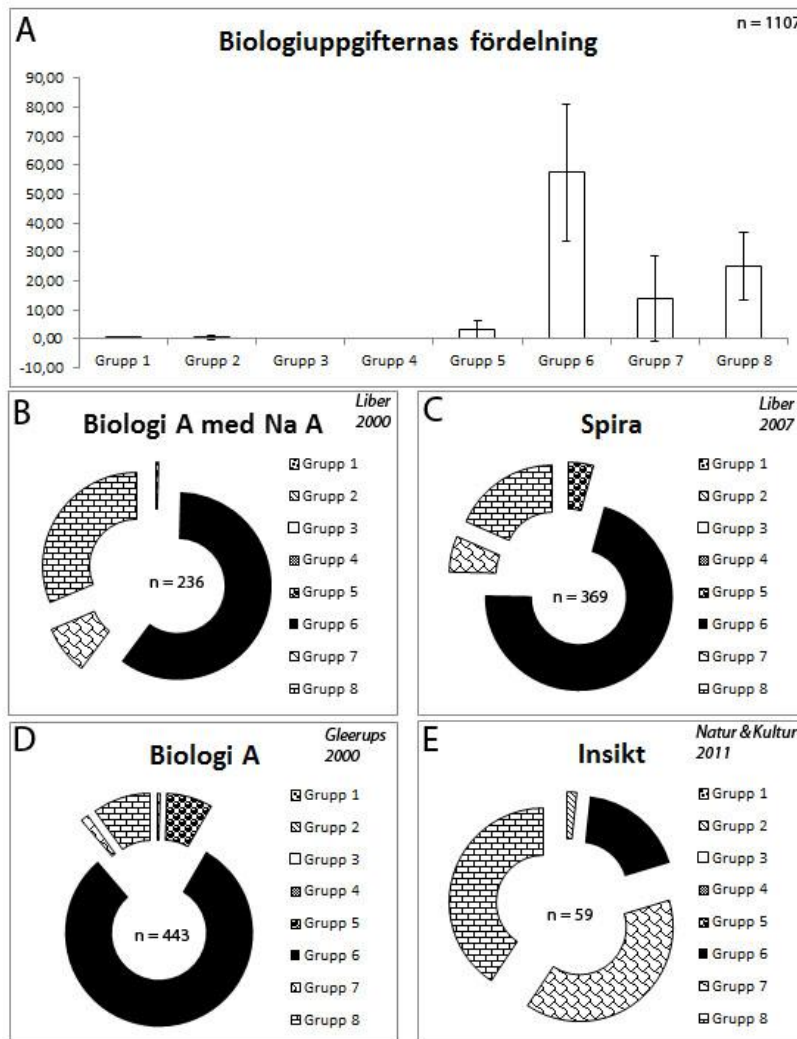 A
Biologiuppgifternas fördelning
n = 1107
90,00
80,00
70,00
60,00
50,00
40,00
30,00
20,00
10,00
0,00
-10,00
Grupp 1 Grupp 2 Grupp 3 Grupp 4 Grupp 5 Grupp 6 Grupp 7 Grupp 8
B
Biologi A med Na A
Liber
2000
Grupp 1
Grupp 2
Grupp 3
Grupp 4
Grupp 5
Grupp 6
Grupp 7
Grupp 8
n = 236
C
Spira
Liber
2007
Grupp 1
Grupp 2
Grupp 3
Grupp 4
Grupp 5
Grupp 6
Grupp 7
Grupp 8
n = 369
D
Biologi A
Gleerups
2000
Grupp 1
Grupp 2
Grupp 3
Grupp 4
Grupp 5
Grupp 6
Grupp 7
Grupp 8
n = 443
E
Insikt
Natur & Kultur
2011
Grupp 1
Grupp 2
Grupp 3
Grupp 4
Grupp 5
Grupp 6
Grupp 7
Grupp 8
n = 59